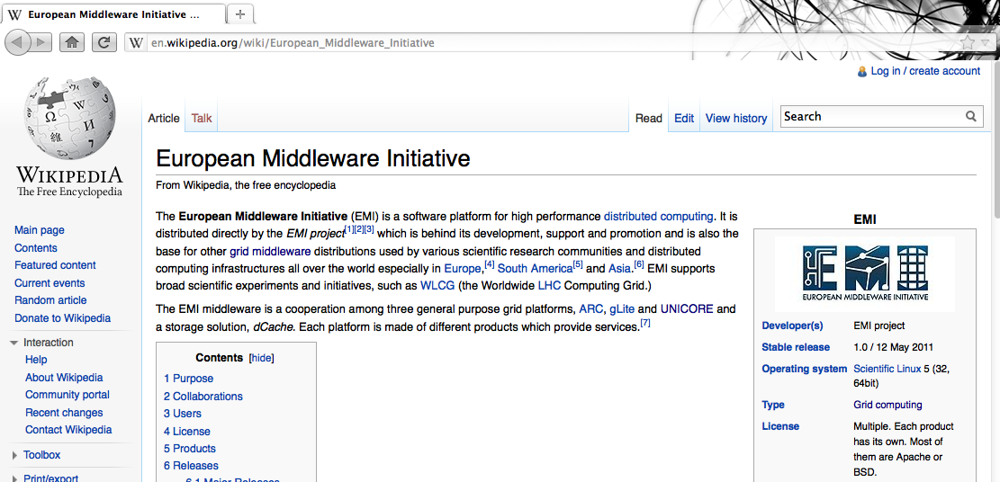 European Middleware Initiative ...
en.wikipedia.org/wiki/European_Middleware_Initiative
Log in / create account
Article Talk
Read Edit View history
Search
WIKIPEDIA
The Free Encyclopedia
Main page
Contents
Featured content
Current events
Random article
Donate to Wikipedia
Interaction
Help
About Wikipedia
Community portal
Recent changes
Contact Wikipedia
Toolbox
Print/export
European Middleware Initiative
From Wikipedia, the free encyclopedia
The European Middleware Initiative (EMI) is a software platform for high performance distributed computing. It is
distributed directly by the EMI project[1][2][3] which is behind its development, support and promotion and is also the
base for other grid middleware distributions used by various scientific research communities and distributed
computing infrastructures all over the world especially in Europe,[4] South America[5] and Asia.[6] EMI supports
broad scientific experiments and initiatives, such as WLCG (the Worldwide LHC Computing Grid.)
The EMI middleware is a cooperation among three general purpose grid platforms, ARC, gLite and UNICORE and
a storage solution, dCache. Each platform is made of different products which provide services.[7]
Contents [hide]
1 Purpose
2 Collaborations
3 Users
4 License
5 Products
6 Releases
6.1 Major Releases
EMI
EMI
EUROPEAN MIDDLEWARE INITIATIVE
Developer(s) EMI project
Stable release 1.0 / 12 May 2011
Operating system Scientific Linux 5 (32,
64bit)
Type Grid computing
License Multiple. Each product
has its own. Most of
them are Apache or
BSD.